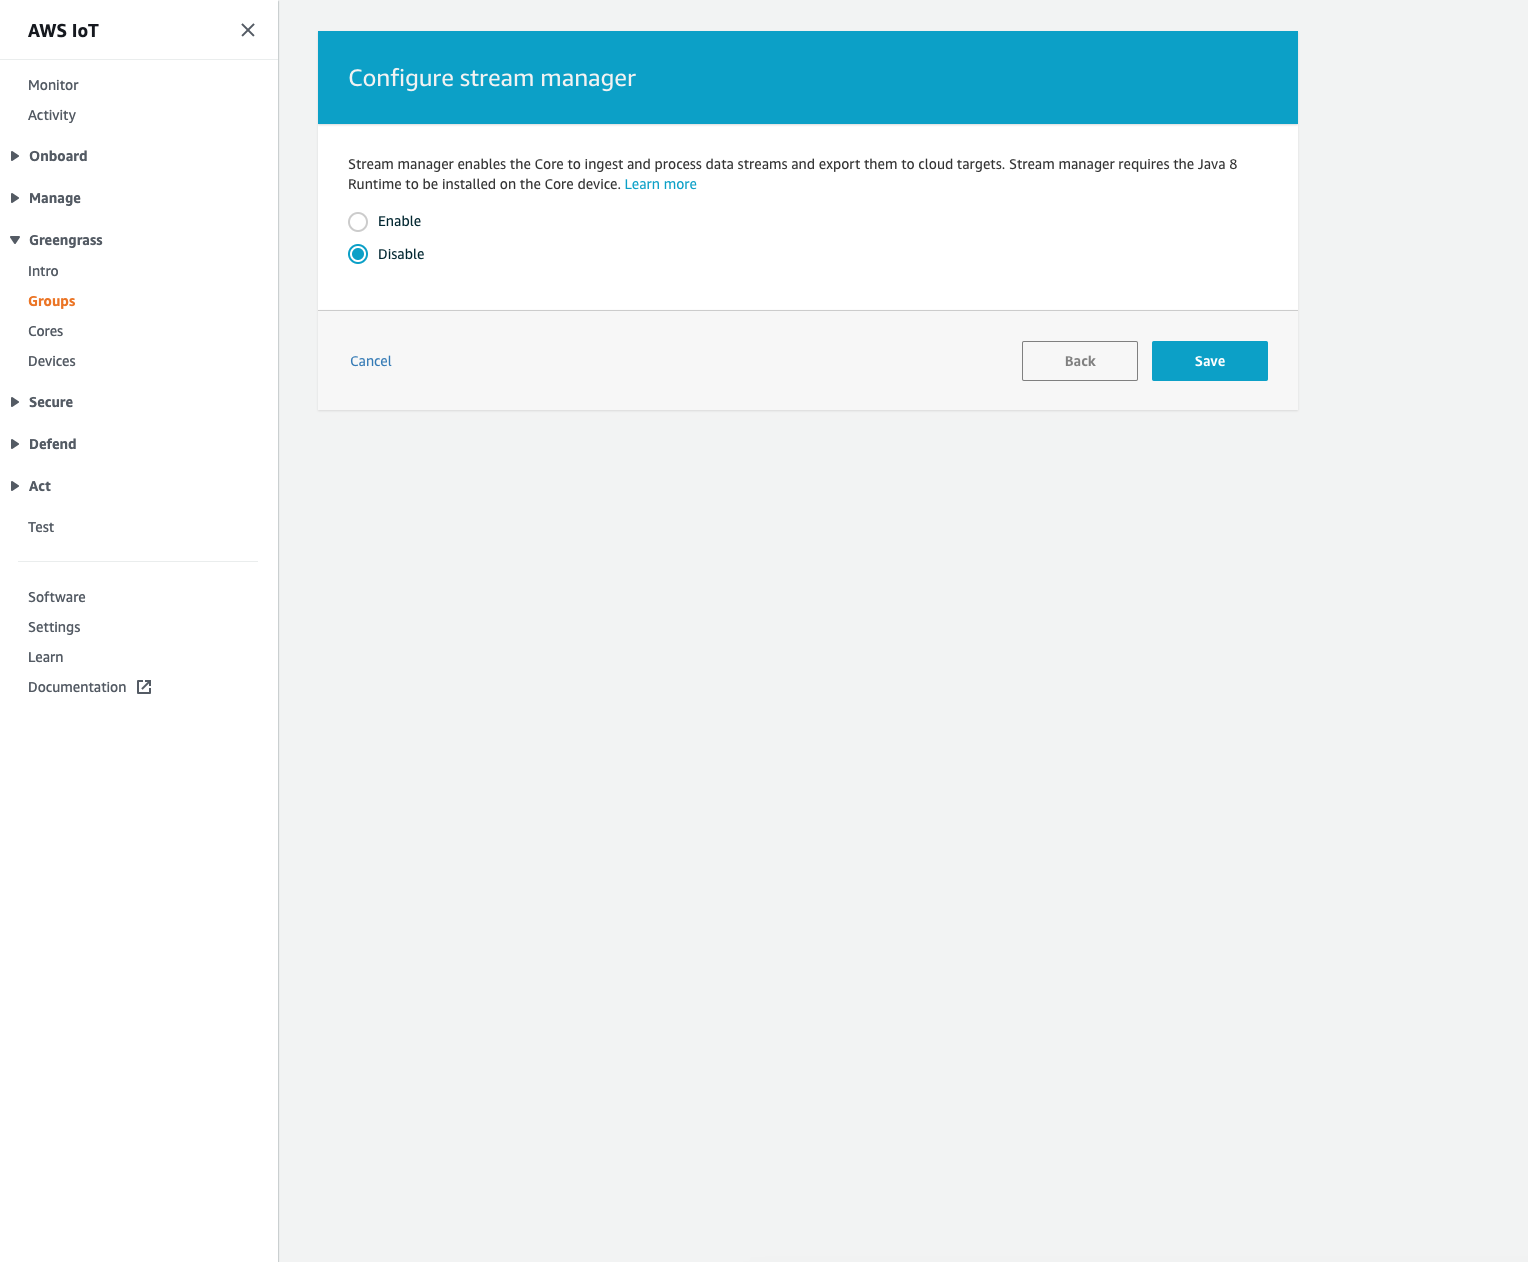 AWS IoT
Monitor
Activity
Onboard
Manage
Greengrass
Intro
Groups
Cores
Devices
Secure
Defend
Act
Test
Software
Settings
Learn
Documentation
Configure stream manager
Stream manager enables the Core to ingest and process data streams and export them to cloud targets. Stream manager requires the Java 8
Runtime to be installed on the Core device. Learn more
Enable
Disable
Cancel
Back
Save